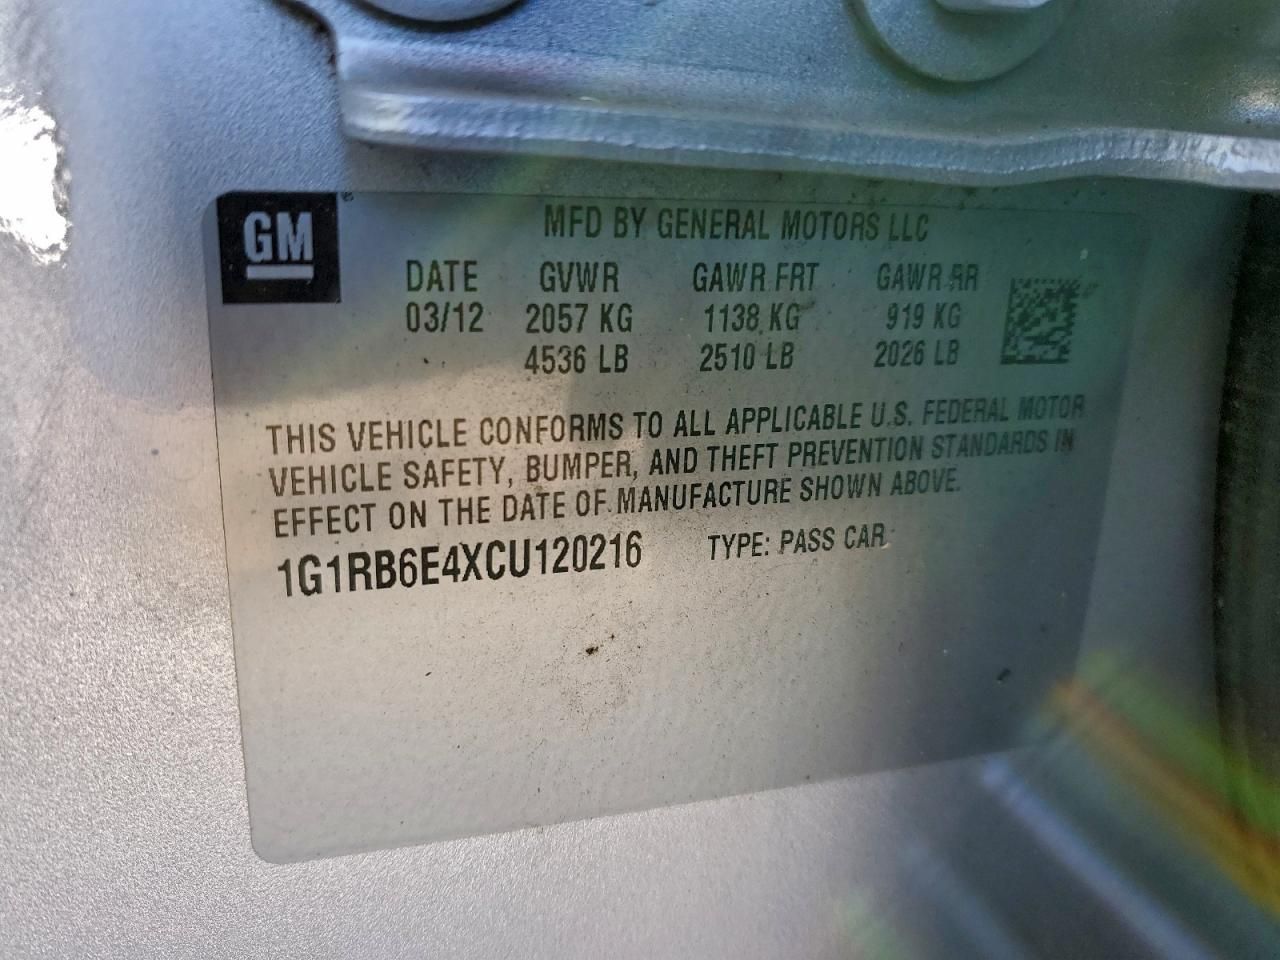 GM ®
MFD BY GENERAL MOTORS LLC
DATE GVWR GAWR FRT GAWR RR
03/12 2057 KG 1138 KG 919 KG
4536 LB 2510 LB 2026 LB
THIS VEHICLE CONFORMS TO ALL APPLICABLE U.S. FEDERAL MOTOR
VEHICLE SAFETY, BUMPER, AND THEFT PREVENTION STANDARDS IN
EFFECT ON THE DATE OF MANUFACTURE SHOWN ABOVE.
1G1RB6E4XCU120216 TYPE: PASS CAR